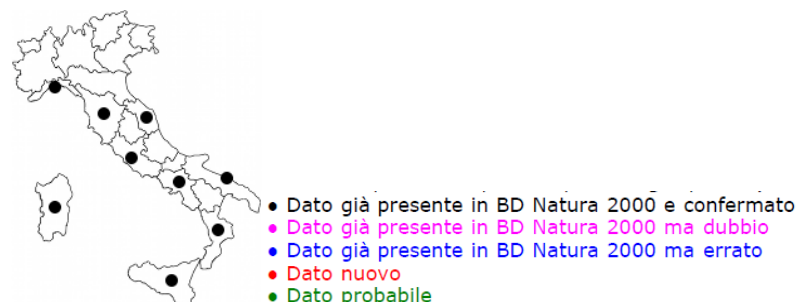 ● Dato già presente in BD Natura 2000 e confermato
● Dato già presente in BD Natura 2000 ma dubbio
● Dato già presente in BD Natura 2000 ma errato
● Dato nuovo
● Dato probabile